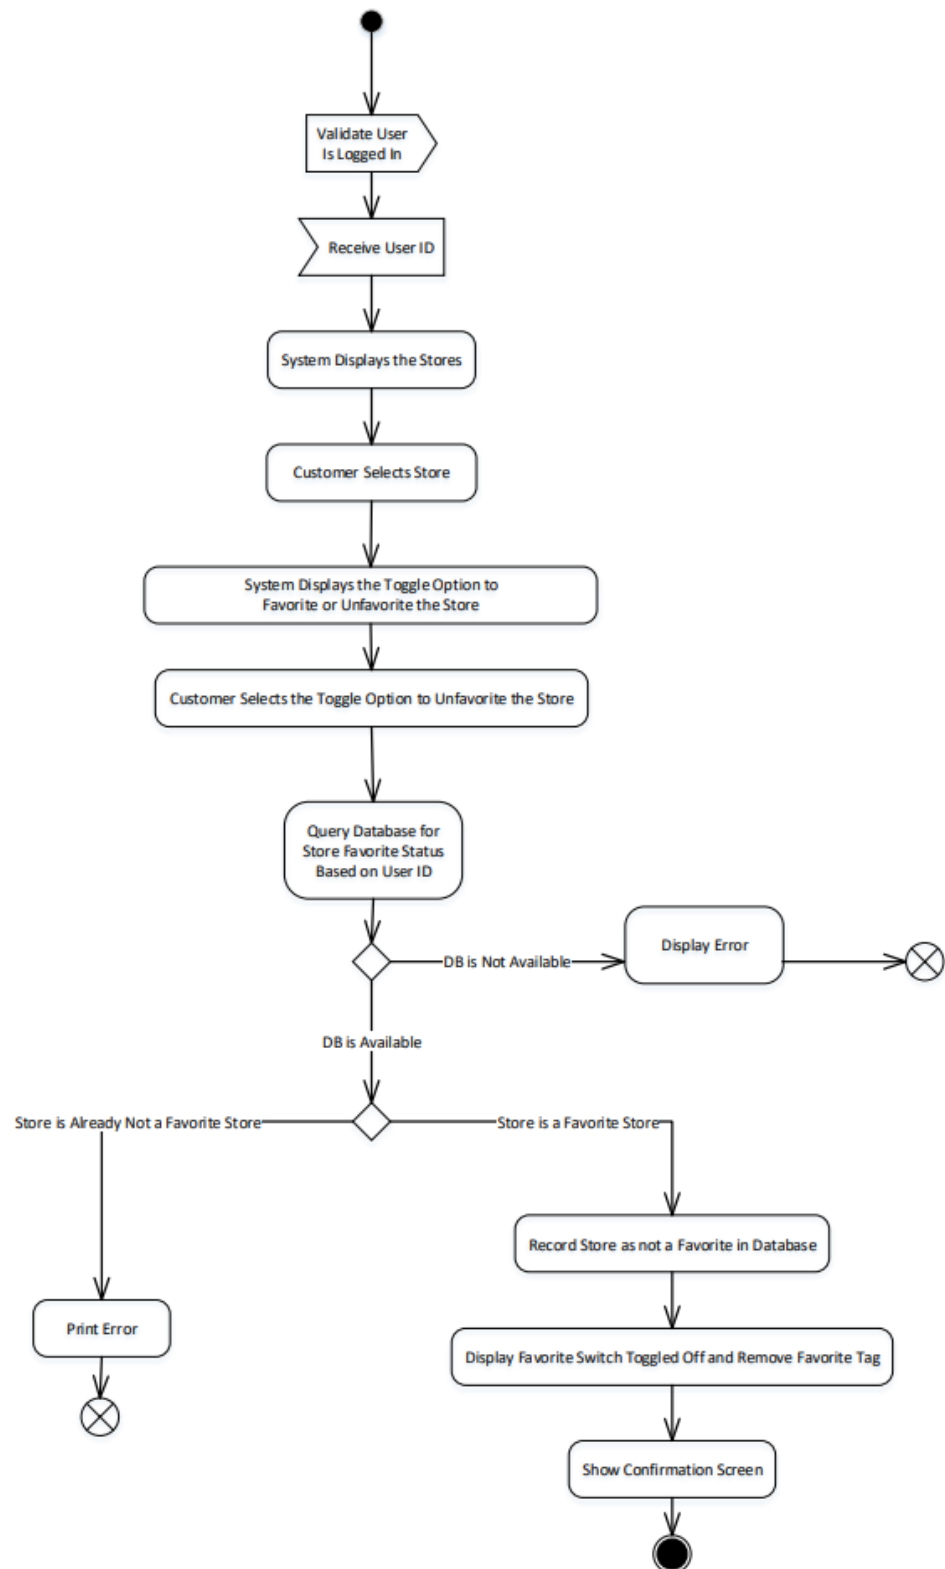 Validate User
Is Logged In
Receive User ID
System Displays the Stores
Customer Selects Store
System Displays the Toggle Option to
Favorite or Unfavorite the Store
Customer Selects the Toggle Option to Unfavorite the Store
Query Database for
Store Favorite Status
Based on User ID
DB is Not Available
Display Error
DB is Available
Store is Already Not a Favorite Store
Store is a Favorite Store
Record Store as not a Favorite in Database
Print Error
Display Favorite Switch Toggled Off and Remove Favorite Tag
Show Confirmation Screen